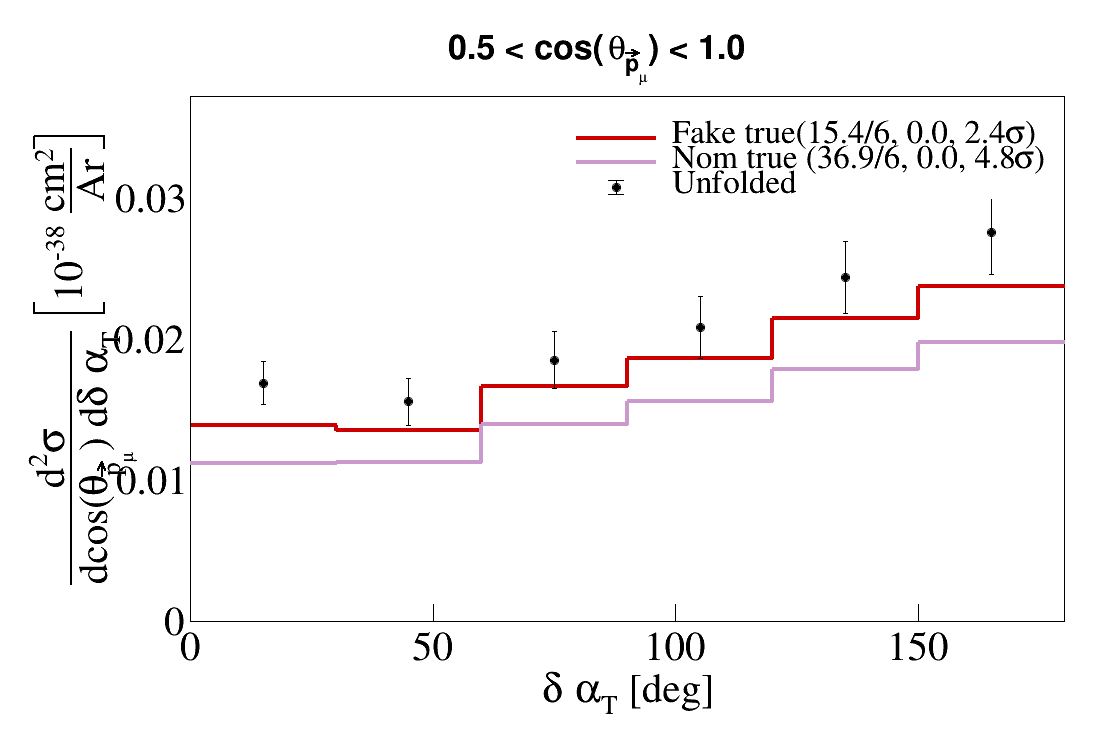 0.5 < cos(θp⃗μ) < 1.0
Fake true(15.4/6, 0.0, 2.4σ)
Nom true (36.9/6, 0.0, 4.8σ)
Unfolded
d²σ / dcos(θp⃗μ) dδ αT [10⁻³⁸ cm²/Ar]
0.03
0.02
0.01
0
0 50 100 150
δ αT [deg]